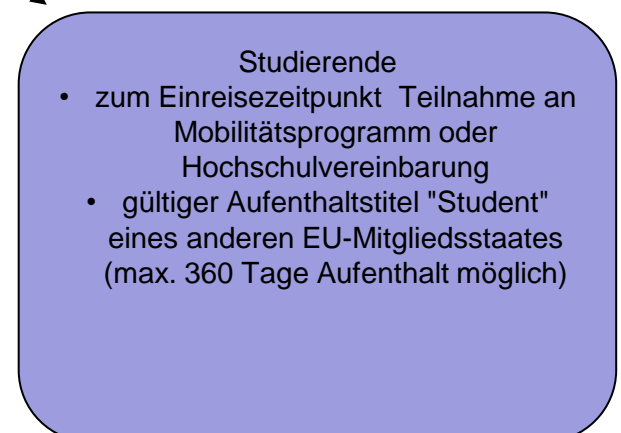 Studierende
• zum Einreisezeitpunkt Teilnahme an
Mobilitätsprogramm oder
Hochschulvereinbarung
• gültiger Aufenthaltstitel "Student"
eines anderen EU-Mitgliedsstaates
(max. 360 Tage Aufenthalt möglich)